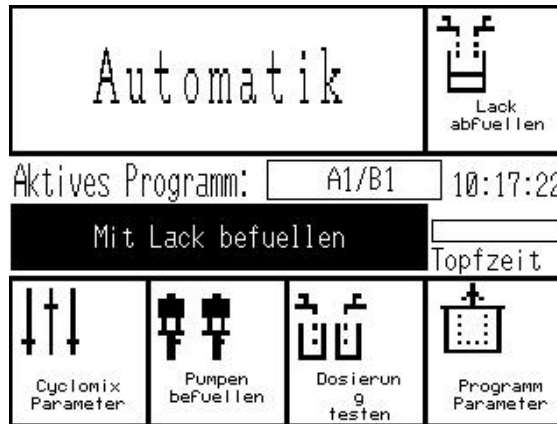 Automatik
Lack
abfuellen
Aktives Programm:
A1/B1
10:17:22
Mit Lack befuellen
Topfzeit
Cyclomix
Parameter
Pumpen
befuellen
Dosierun
g
testen
Programm
Parameter